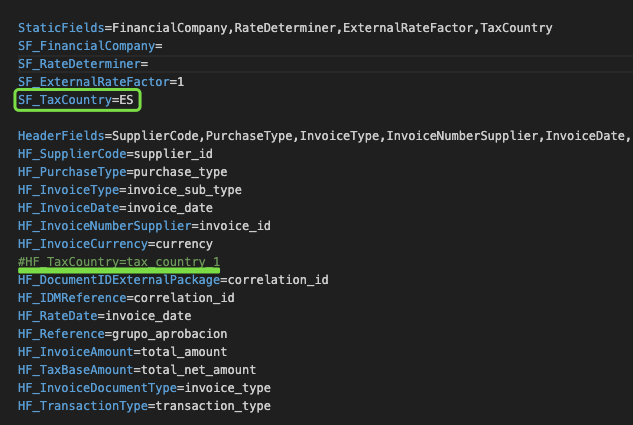 StaticFields=FinancialCompany,RateDeterminer,ExternalRateFactor,TaxCountry
SF_FinancialCompany=
SF_RateDeterminer=
SF_ExternalRateFactor=1
SF_TaxCountry=ES
HeaderFields=SupplierCode,PurchaseType,InvoiceType,InvoiceNumberSupplier,InvoiceDate,
HF_SupplierCode=supplier_id
HF_PurchaseType=purchase_type
HF_InvoiceType=invoice_sub_type
HF_InvoiceDate=invoice_date
HF_InvoiceNumberSupplier=invoice_id
HF_InvoiceCurrency=currency
#HF_TaxCountry=tax_country_1
HF_DocumentIDExternalPackage=correlation_id
HF_IDMReference=correlation_id
HF_RateDate=invoice_date
HF_Reference=grupo_aprobacion
HF_InvoiceAmount=total_amount
HF_TaxBaseAmount=total_net_amount
HF_InvoiceDocumentType=invoice_type
HF_TransactionType=transaction_type